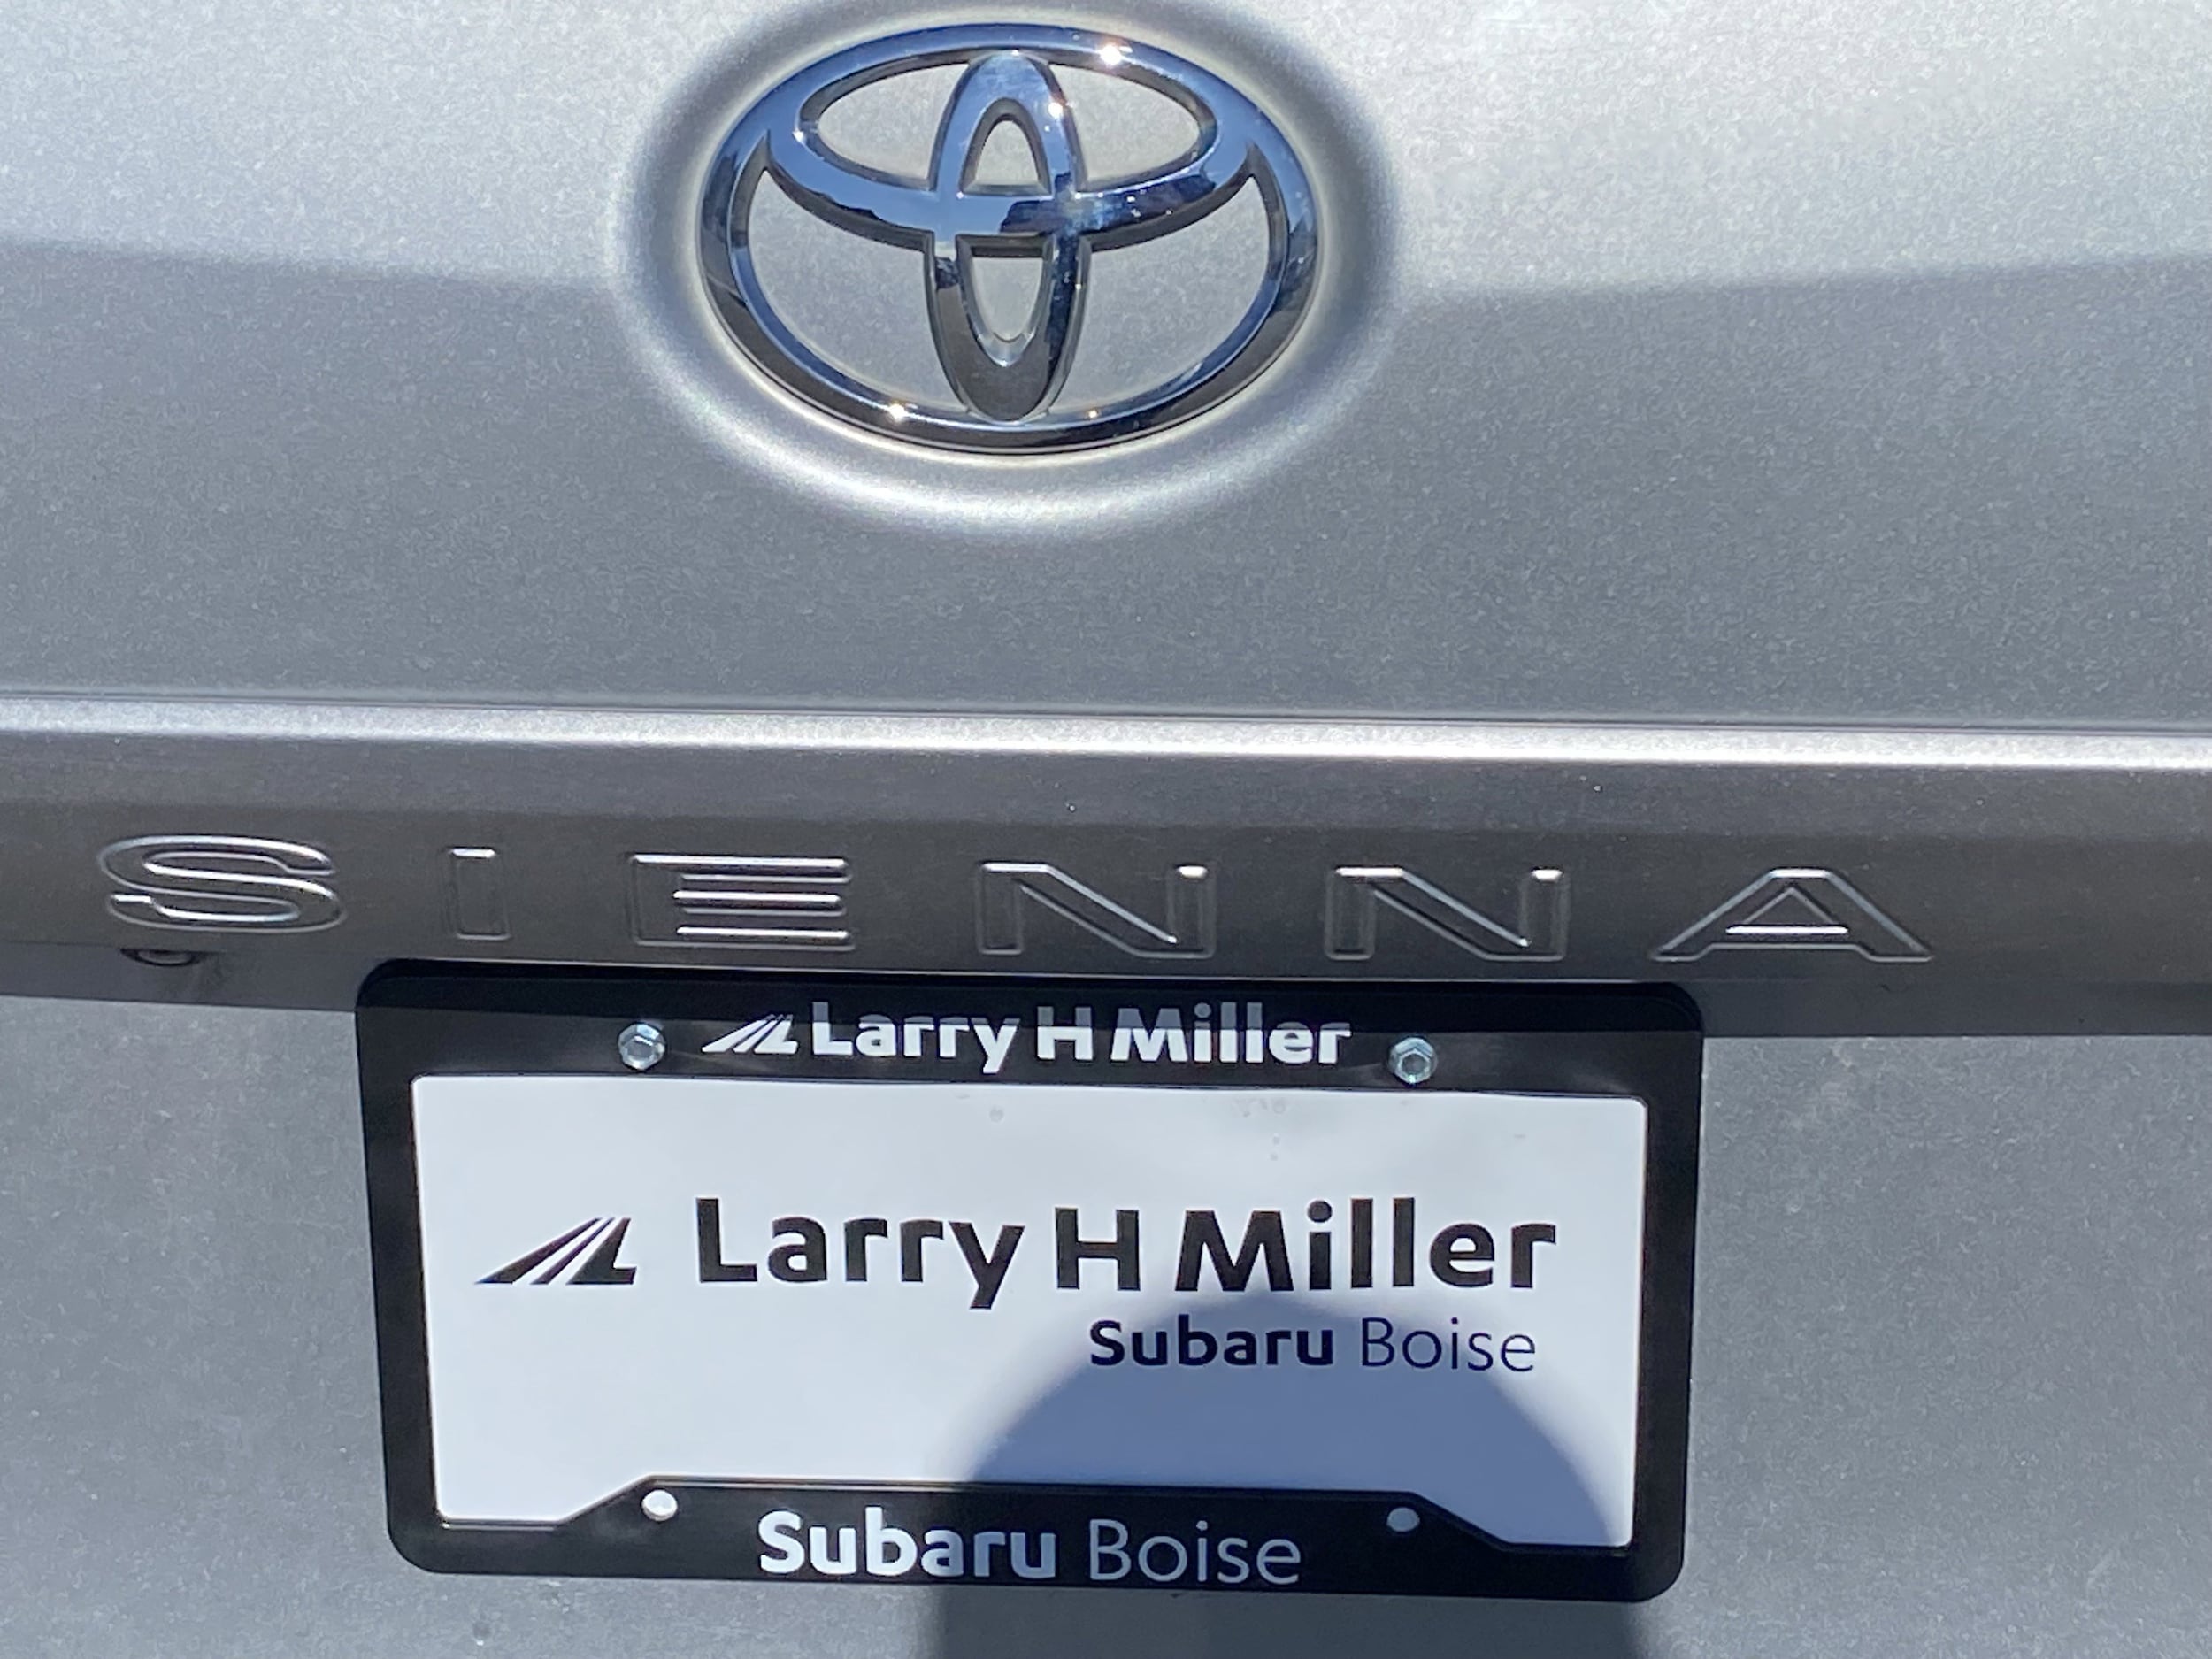 SIENNA
Larry H Miller
Larry H Miller
Subaru Boise
Subaru Boise